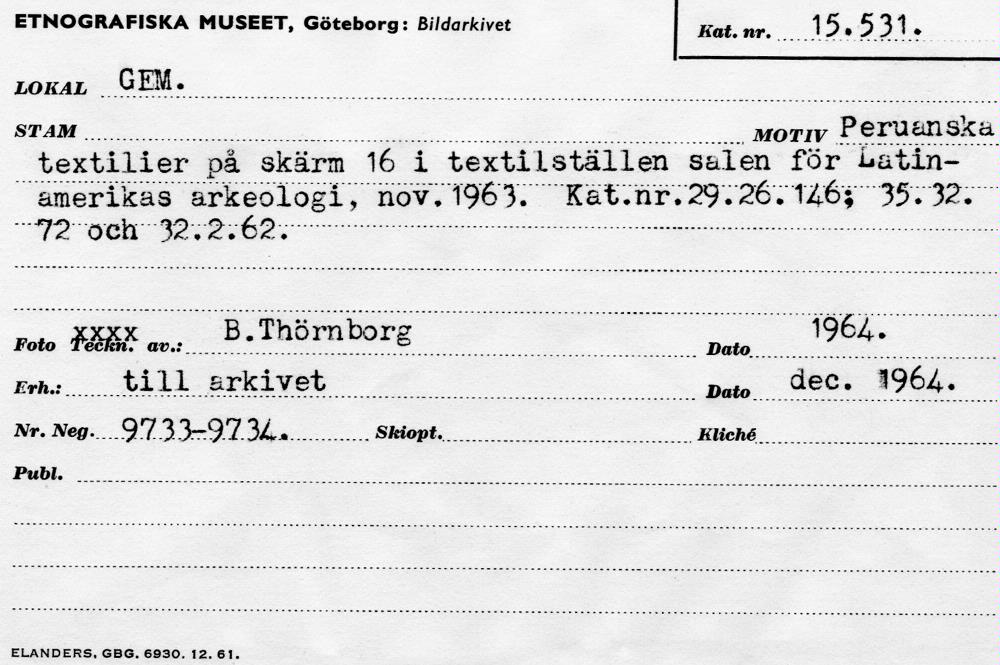 ETNOGRAFISKA MUSEET, Göteborg: Bildarkivet
Kat. nr. 15.531.
LOKAL GEM.
STAM MOTIV Peruanska
textilier på skärm 16 i textilställen salen för Latin-
amerikas arkeologi, nov.1963. Kat.nr.29.26.146; 35.32.
72 och 32.2.62.
Foto Teckn. av.: B.Thörnborg Dato 1964.
Erh.: till arkivet Dato dec. 1964.
Nr. Neg. 9733-9734. Skiopt. Kliché
Publ.
ELANDERS, GBG. 6930. 12. 61.